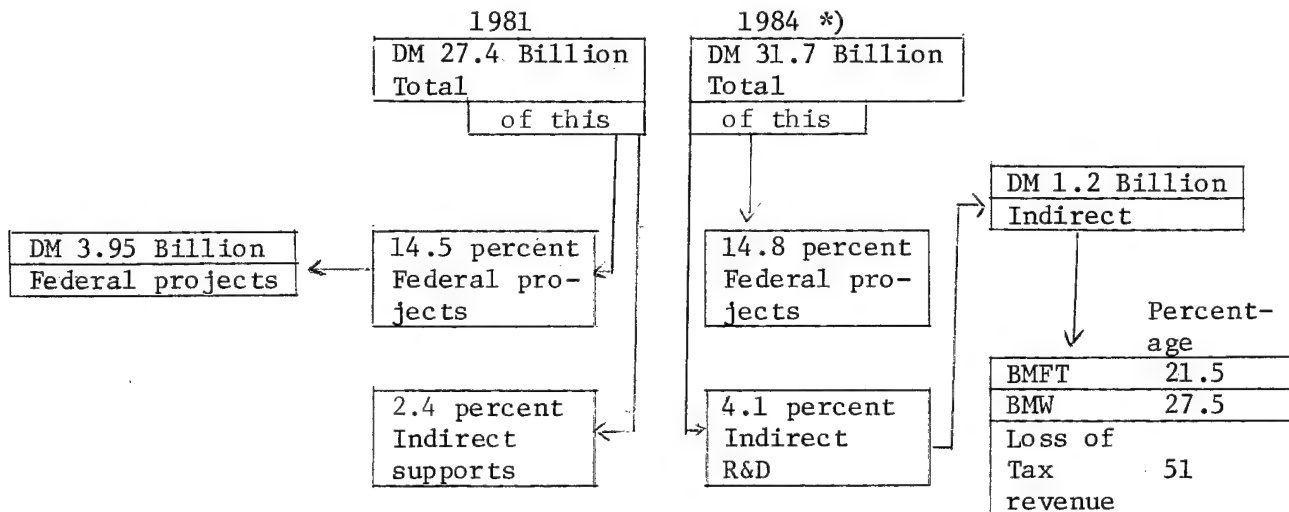 1981
DM 27.4 Billion
Total
of this
1984 *)
DM 31.7 Billion
Total
of this
DM 3.95 Billion
Federal projects
14.5 percent
Federal pro-
jects
14.8 percent
Federal pro-
jects
2.4 percent
Indirect
supports
4.1 percent
Indirect
R&D
DM 1.2 Billion
Indirect
Percent-
age
BMFT 21.5
BMW 27.5
Loss of
Tax 51
revenue